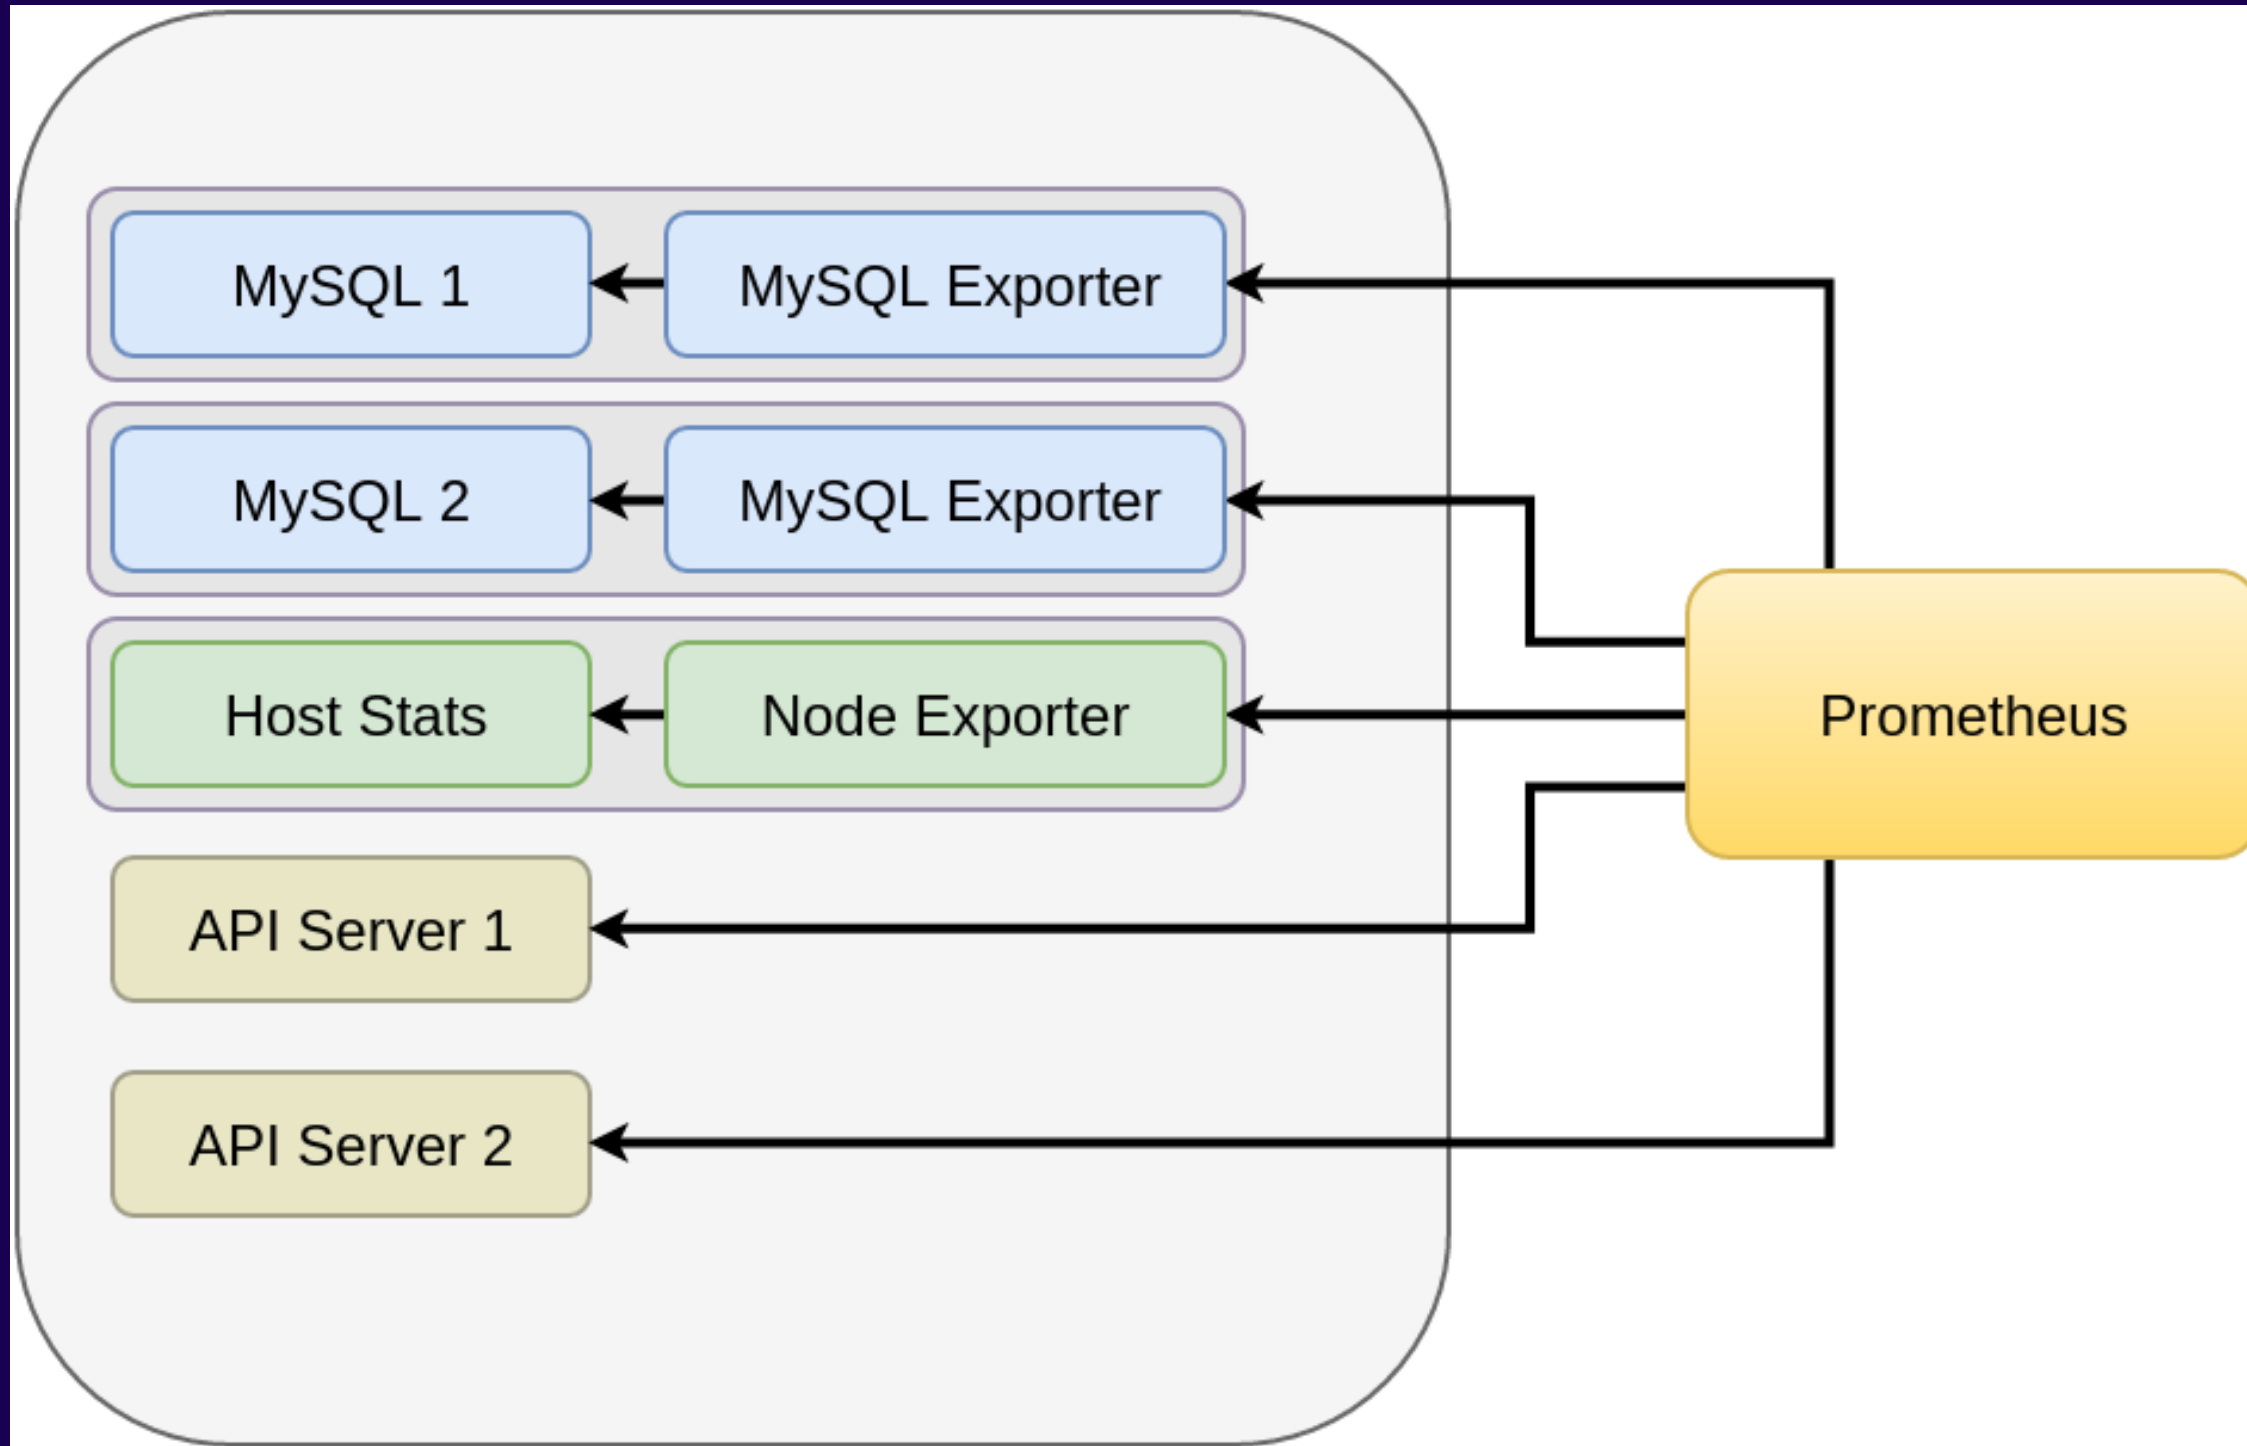 MySQL 1
MySQL Exporter
MySQL 2
MySQL Exporter
Host Stats
Node Exporter
Prometheus
API Server 1
API Server 2